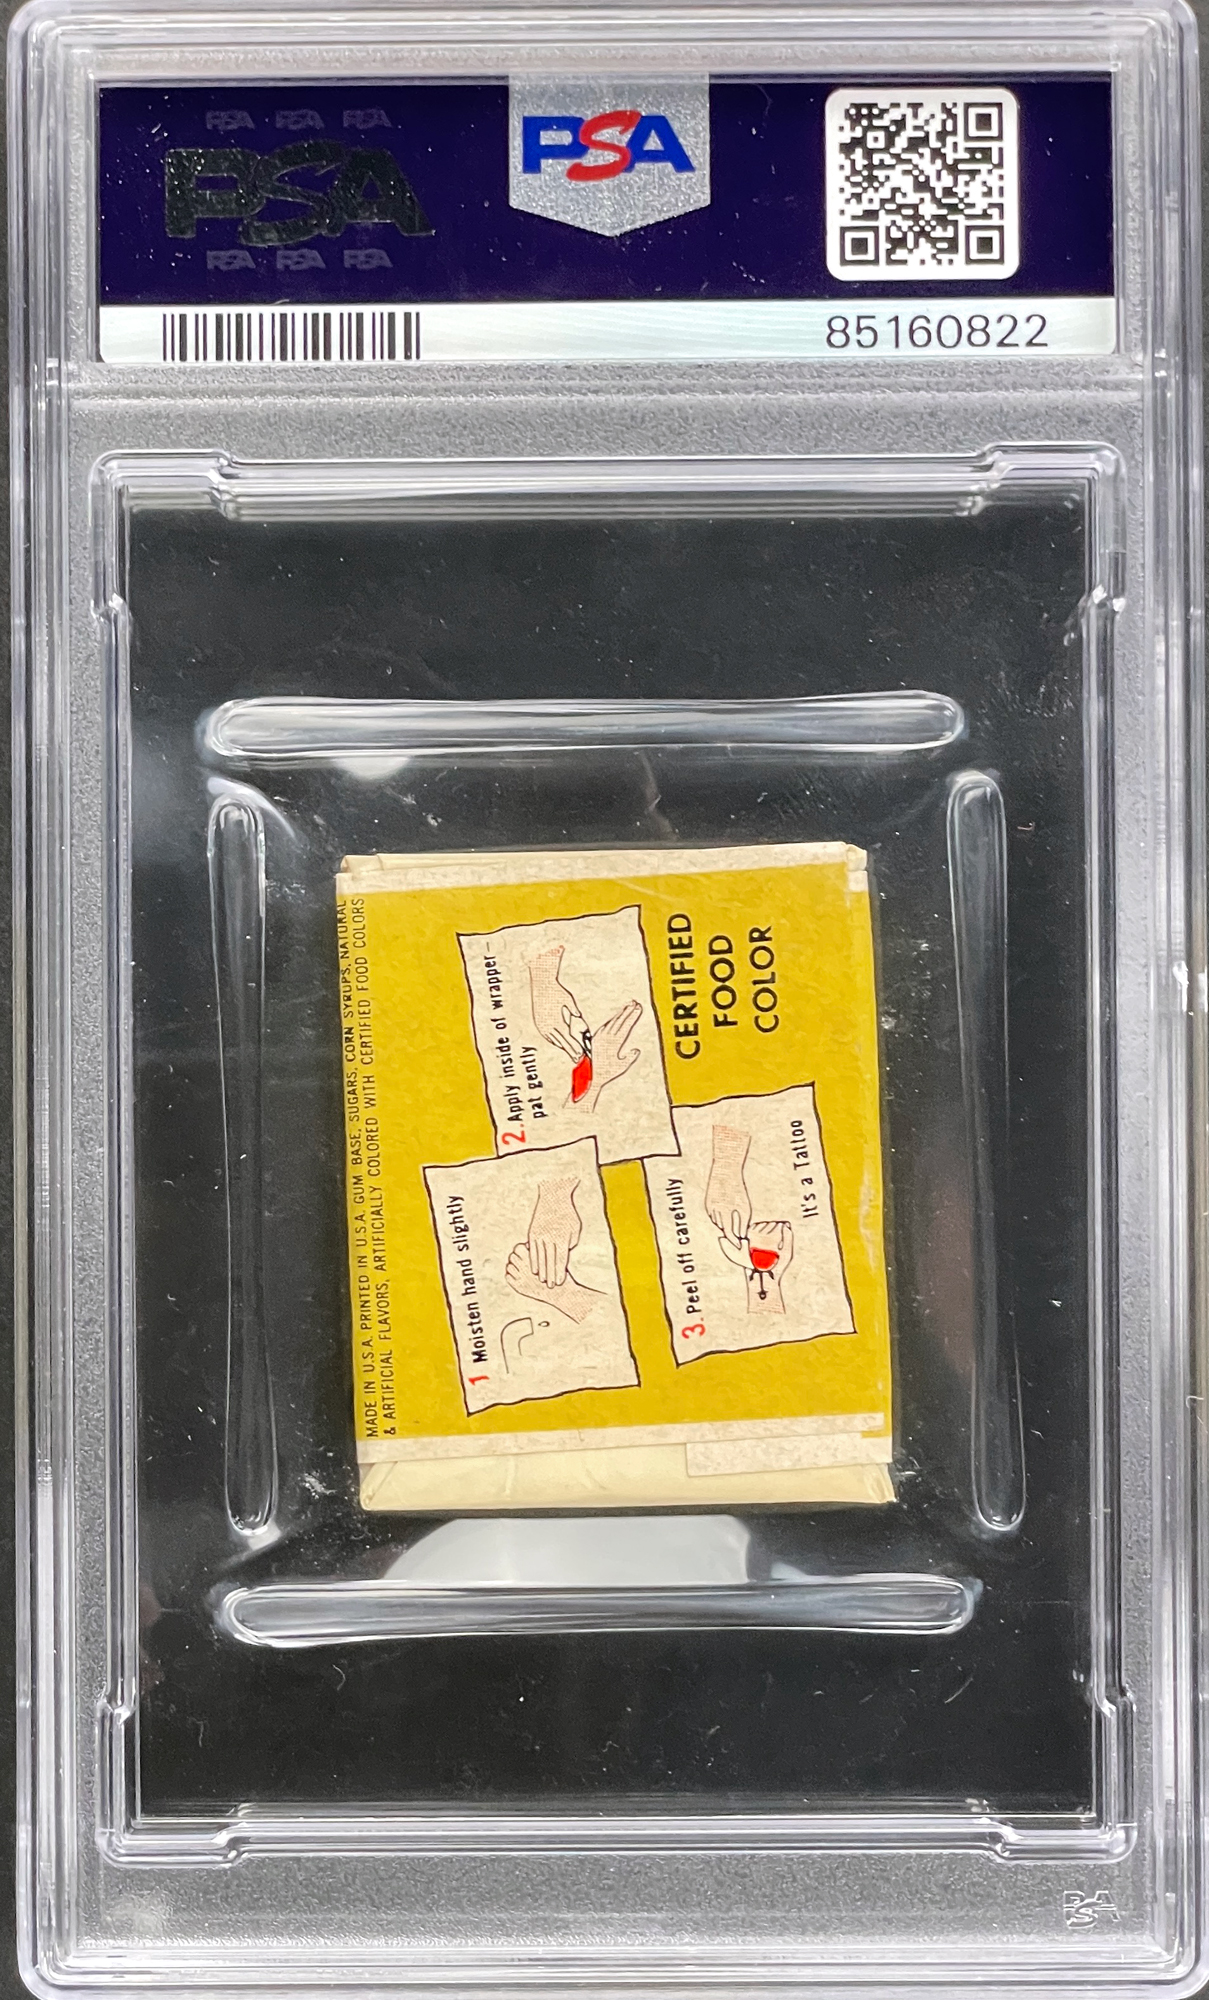 PSA PSA PSA
PSA
PSA PSA PSA
PSA
85160822
MADE IN U.S.A. PRINTED IN U.S.A. GUM BASE, SUGARS, CORN SYRUPS, NATURAL
& ARTIFICIAL FLAVORS, ARTIFICIALLY COLORED WITH CERTIFIED FOOD COLORS
1 Moisten hand slightly
2. Apply inside of wrapper-
pat gently
3. Peel off carefully
It's a Tattoo
CERTIFIED
FOOD
COLOR
PSA